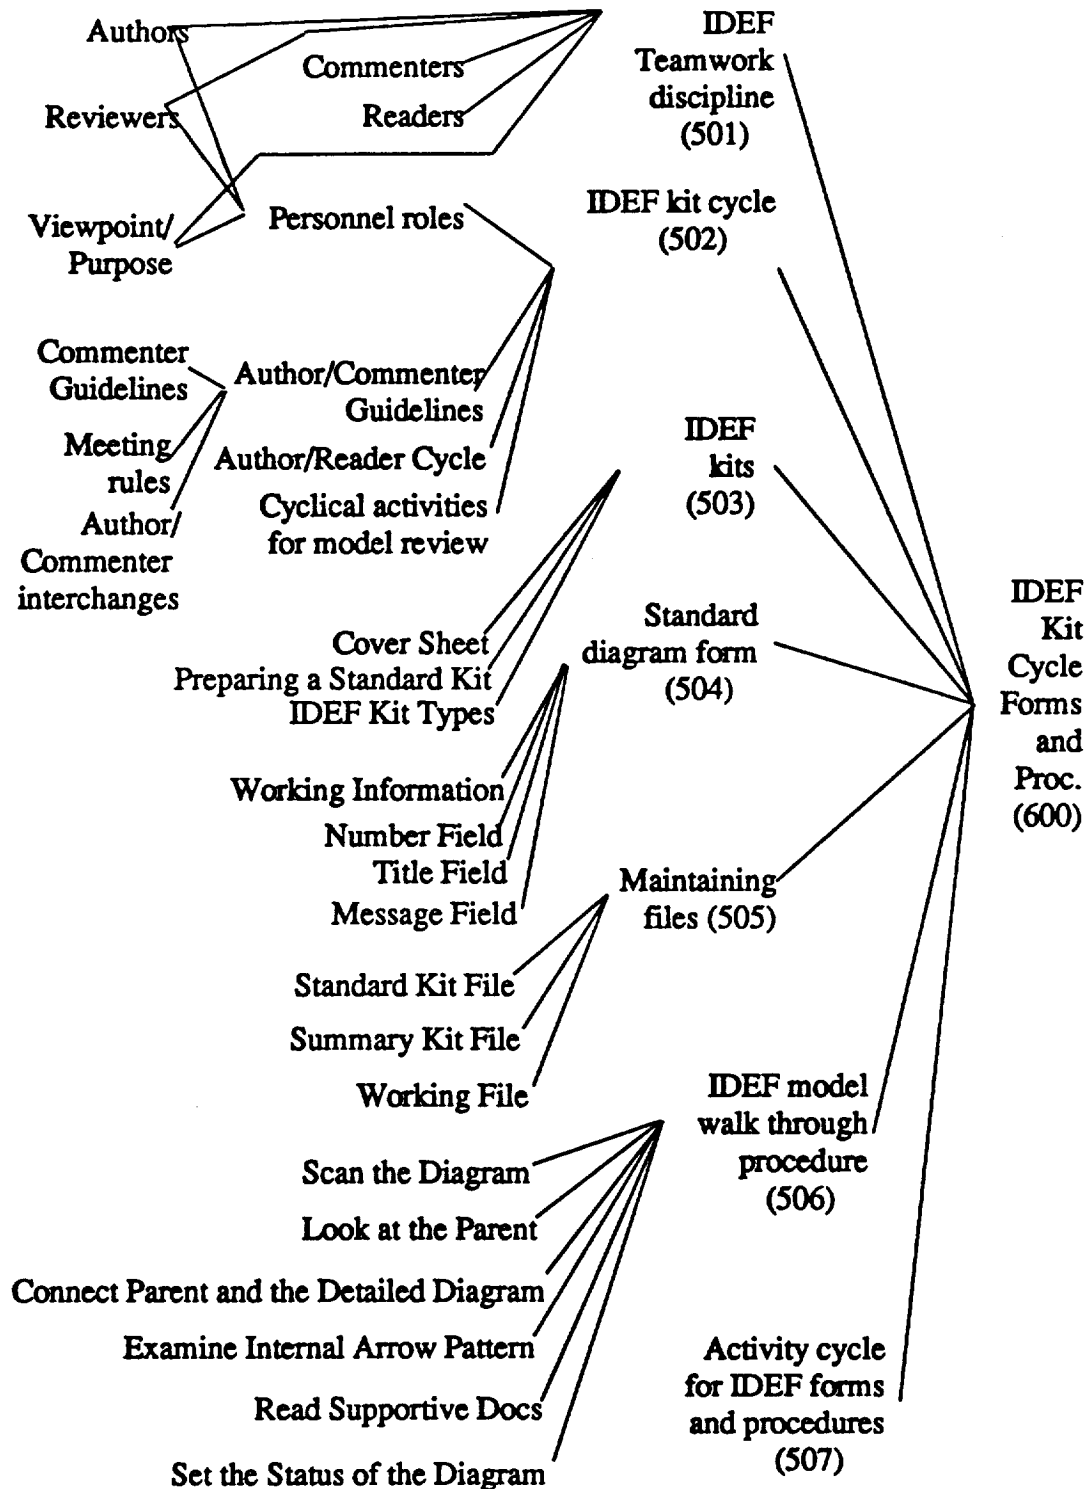 Authors
Commenters
Reviewers
Readers
IDEF
Teamwork
discipline
(501)
Viewpoint/
Purpose
Personnel roles
IDEF kit cycle
(502)
Commenter
Guidelines
Meeting
rules
Author/
Commenter
interchanges
Author/Commenter
Guidelines
Author/Reader Cycle
Cyclical activities
for model review
IDEF
kits
(503)
Cover Sheet
Preparing a Standard Kit
IDEF Kit Types
Standard
diagram form
(504)
Working Information
Number Field
Title Field
Message Field
Maintaining
files (505)
Standard Kit File
Summary Kit File
Working File
IDEF model
walk through
procedure
(506)
Scan the Diagram
Look at the Parent
Connect Parent and the Detailed Diagram
Examine Internal Arrow Pattern
Read Supportive Docs
Set the Status of the Diagram
Activity cycle
for IDEF forms
and procedures
(507)
IDEF
Kit
Cycle
Forms
and
Proc.
(600)